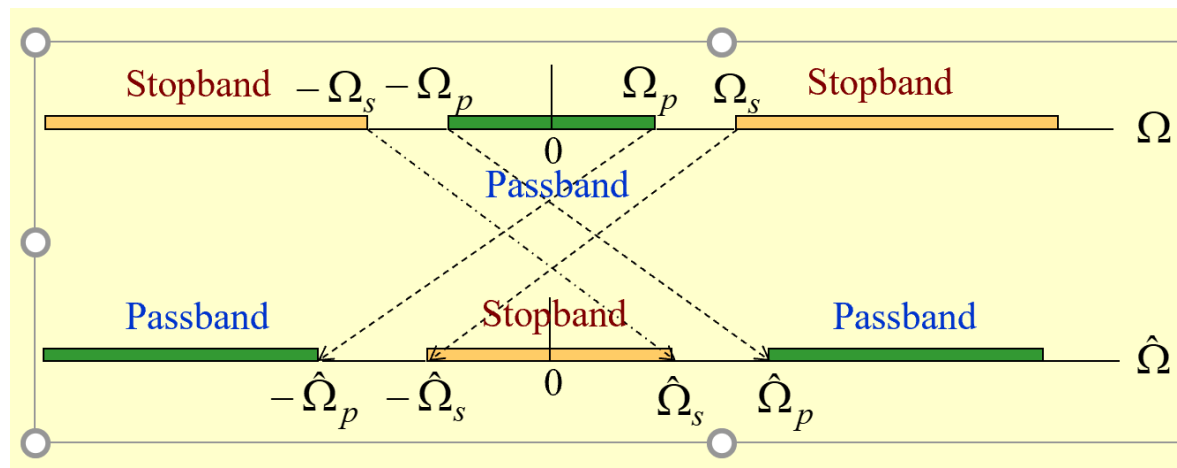 Stopband −Ωs −Ωp Ωp Ωs Stopband
Ω
0
Passband
Passband Stopband Passband
Ω̂
0
−Ω̂p −Ω̂s Ω̂s Ω̂p